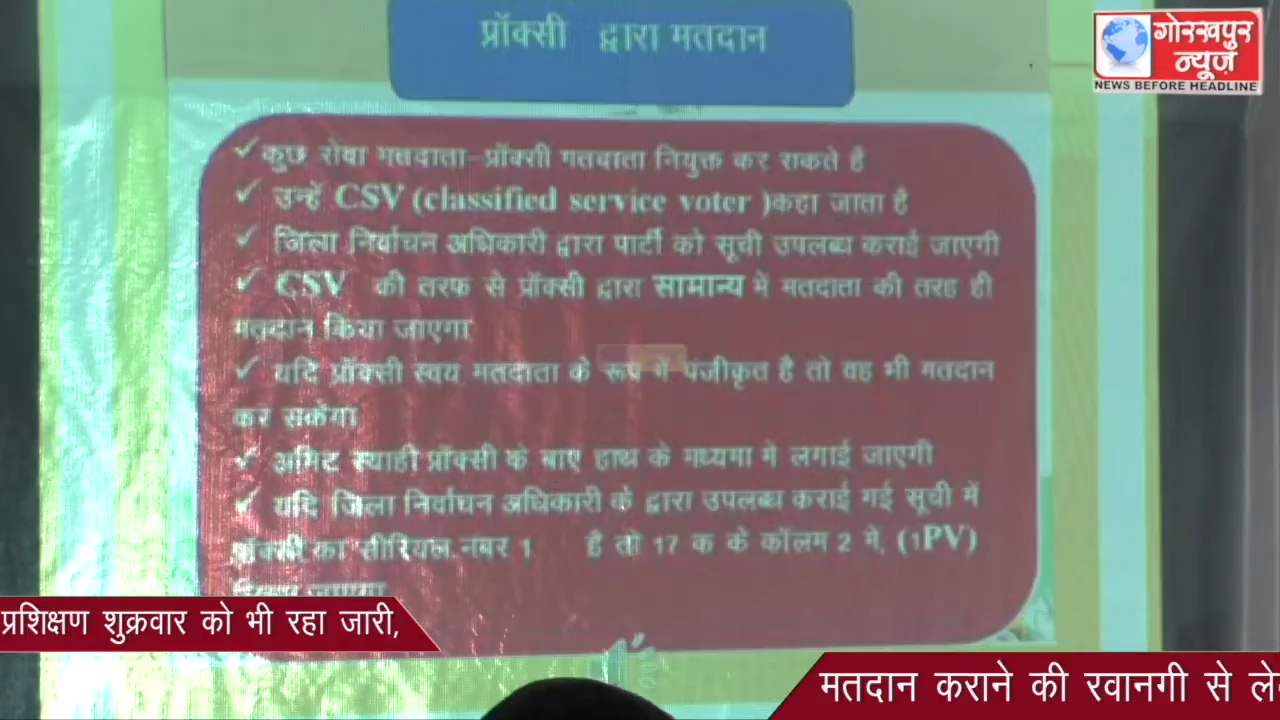 प्रॉक्सी द्वारा मतदान
गोरखपुर
न्यूज़
NEWS BEFORE HEADLINE
✓ कुछ सेवा मतदाता-प्रॉक्सी मतदाता नियुक्त कर सकते हैं
✓ उन्हें CSV (classified service voter )कहा जाता है
✓ जिला निर्वाचन अधिकारी द्वारा पार्टी को सूची उपलब्ध कराई जाएगी
✓ CSV की तरफ से प्रॉक्सी द्वारा सामान्य में मतदाता की तरह ही
मतदान किया जाएगा
✓ यदि प्रॉक्सी स्वय मतदाता के रूप में पंजीकृत है तो वह भी मतदान
कर सकेगा
✓ अमिट स्याही प्रॉक्सी के बाए हाथ के मध्यमा में लगाई जाएगी
✓ यदि जिला निर्वाचन अधिकारी के द्वारा उपलब्ध कराई गई सूची में
प्रॉक्सी का सीरियल नंबर 1 है तो 17 क के कॉलम 2 में, (1PV)
प्रशिक्षण शुक्रवार को भी रहा जारी,
मतदान कराने की रवानगी से